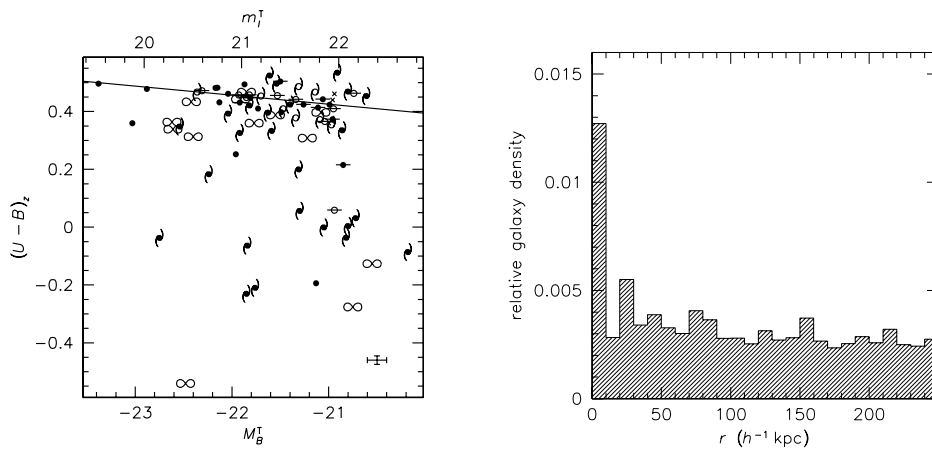 m_I^T
20 21 22
0.4
0.2
0
−0.2
−0.4
(U − B)_z
−23 −22 −21
M_B^T
0.015
0.01
0.005
0
relative galaxy density
0 50 100 150 200
r (h⁻¹ kpc)